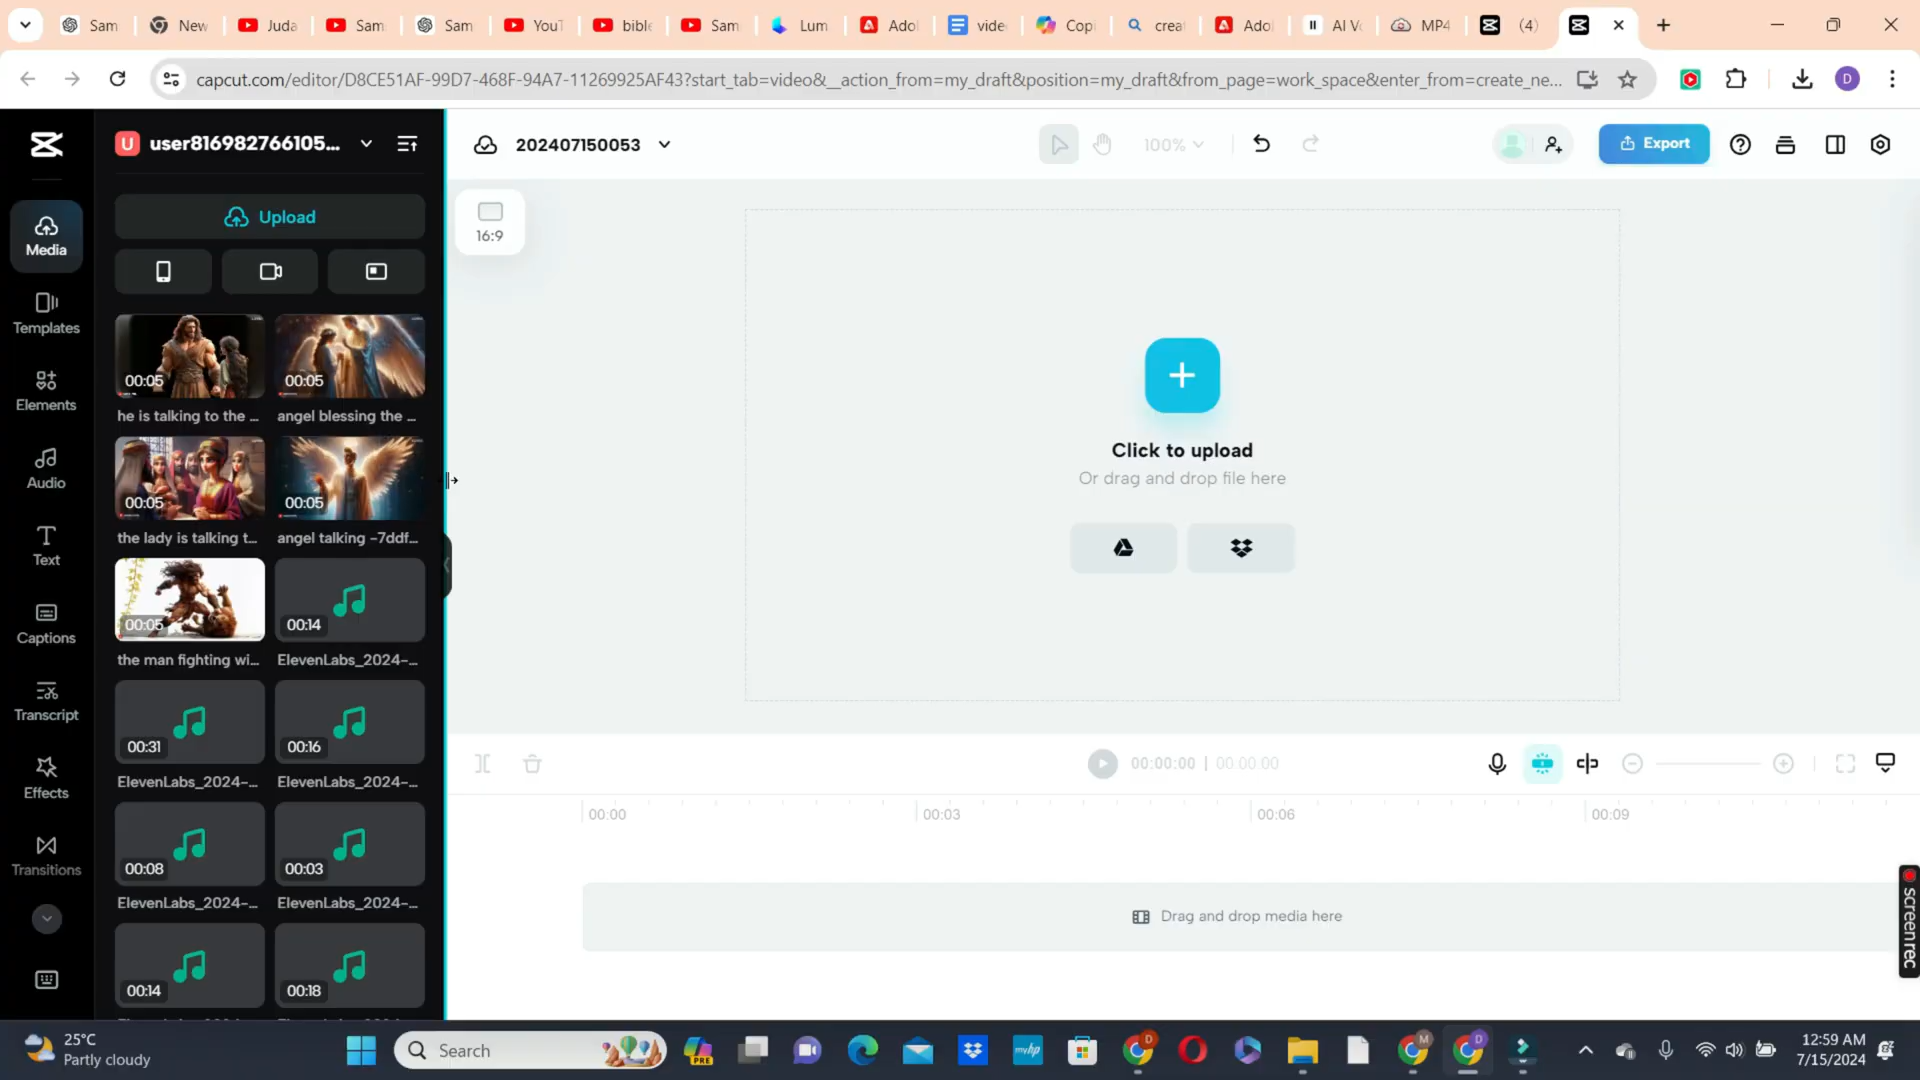 Sam
New
Juda
Sam
Sam
YouT
bible
Sam
Lum
Adol
vide
Copi
crea
Ado
AI Vo
MP4
(4)
capcut.com/editor/D8CE51AF-99D7-468F-94A7-11269925AF43?start_tab=video&__action_from=my_draft&position=my_draft&from_page=work_space&enter_from=create_ne...
D
U user816982766105...
202407150053
100%
Export
Media
Templates
Elements
Audio
Text
Captions
Transcript
Effects
Transitions
Upload
00:05
00:05
he is talking to the ...
angel blessing the ...
00:05
00:05
the lady is talking t...
angel talking -7ddf...
00:05
00:14
the man fighting wi...
ElevenLabs_2024-...
00:31
00:16
ElevenLabs_2024-...
ElevenLabs_2024-...
00:08
00:03
ElevenLabs_2024-...
ElevenLabs_2024-...
00:14
00:18
16:9
Click to upload
Or drag and drop file here
00:00:00 | 00:00:00
00:00
00:03
00:06
00:09
Drag and drop media here
screenrec
25°C
Partly cloudy
Search
PRE
myhp
D
M
D
12:59 AM
7/15/2024